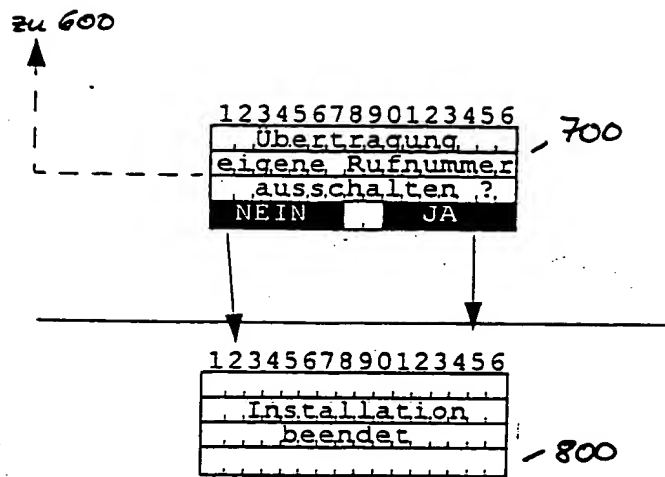 zu 600
1234567890123456
700
Übertragung
eigene Rufnummer
ausschalten ?
NEIN JA
1234567890123456
Installation
beendet
800